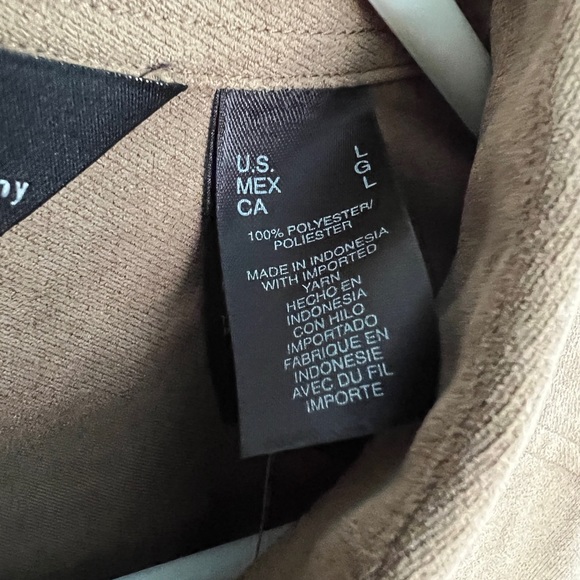 ny
U.S. L
MEX G
CA L
100% POLYESTER/
POLIESTER
MADE IN INDONESIA
WITH IMPORTED
YARN
HECHO EN
INDONESIA
CON HILO
IMPORTADO
FABRIQUE EN
INDONESIE
AVEC DU FIL
IMPORTE